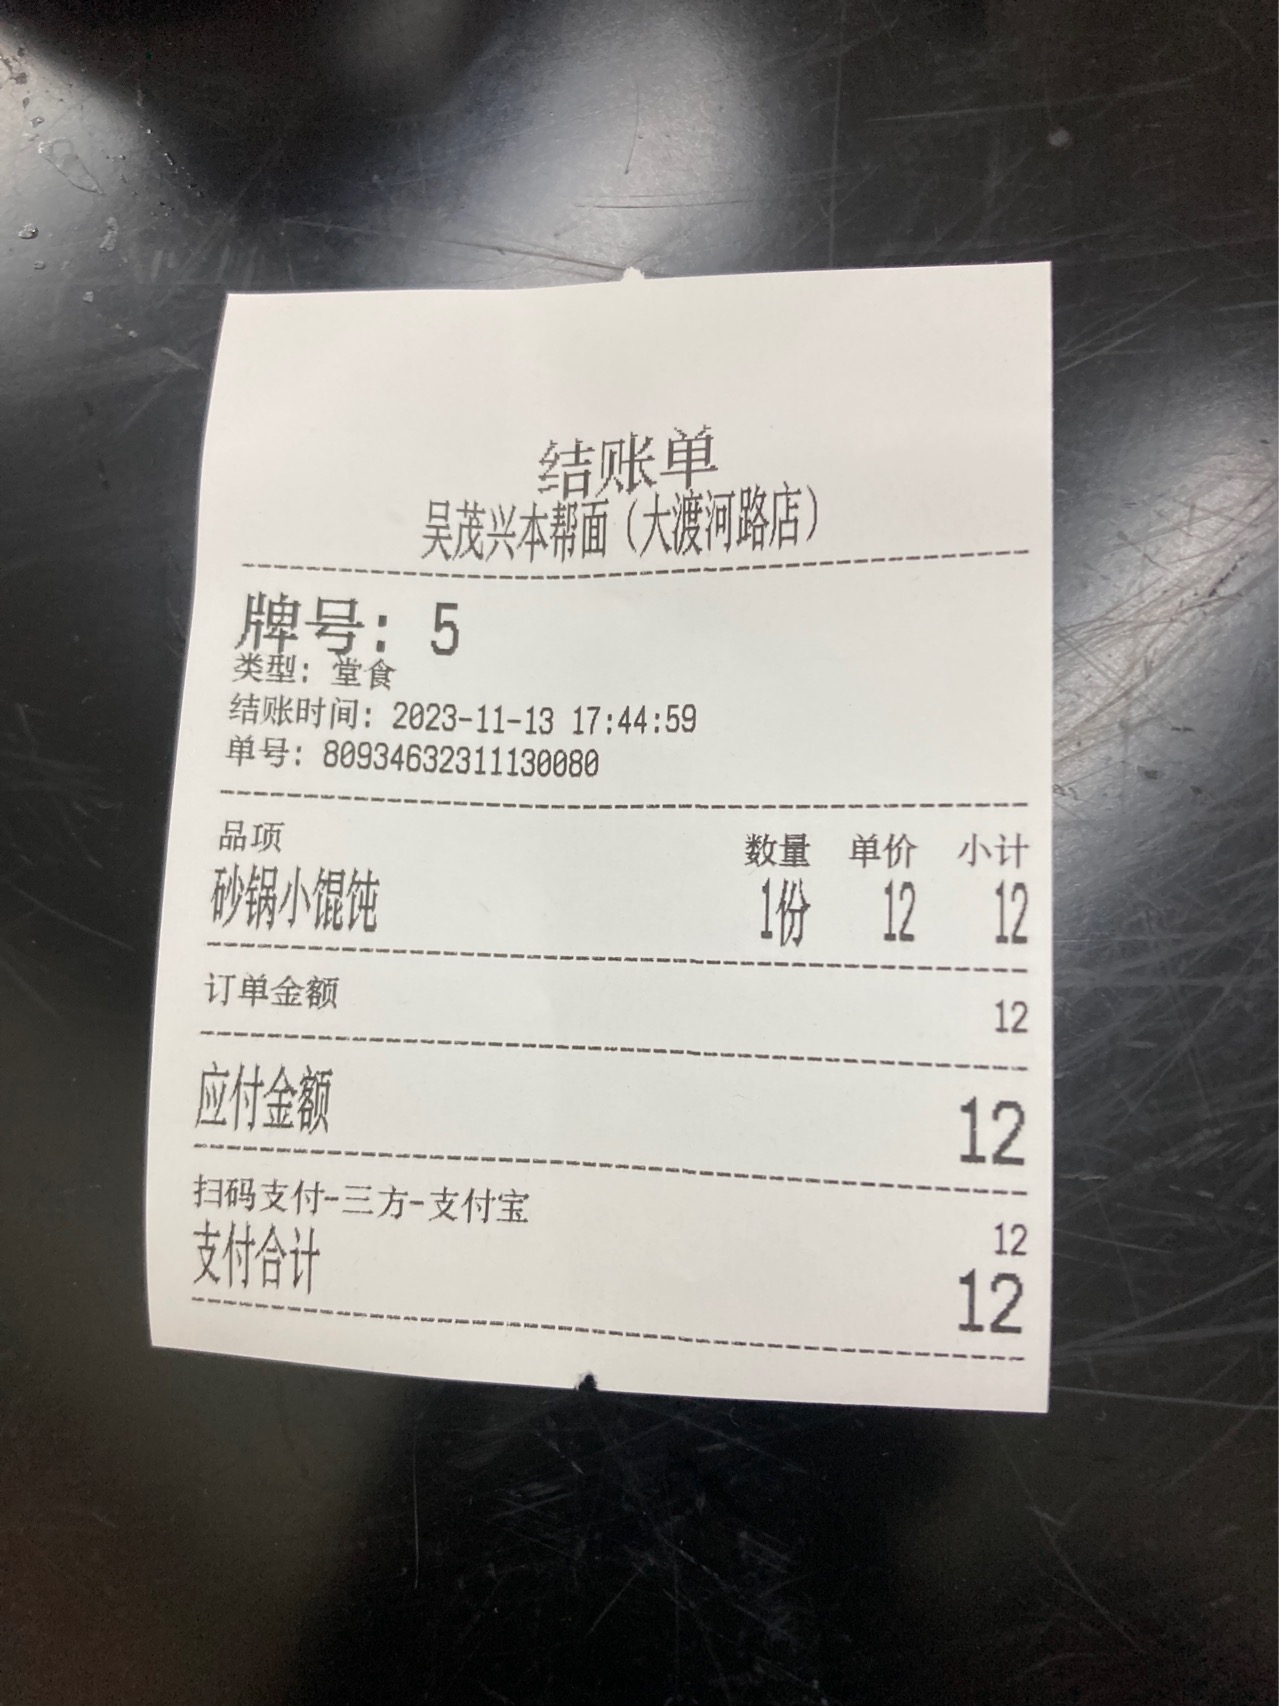 结账单
吴茂兴本帮面（大渡河路店）
牌号: 5
类型: 堂食
结账时间: 2023-11-13 17:44:59
单号: 80934632311130080
品项 数量 单价 小计
砂锅小馄饨 1份 12 12
订单金额 12
应付金额 12
扫码支付-三方-支付宝 12
支付合计 12